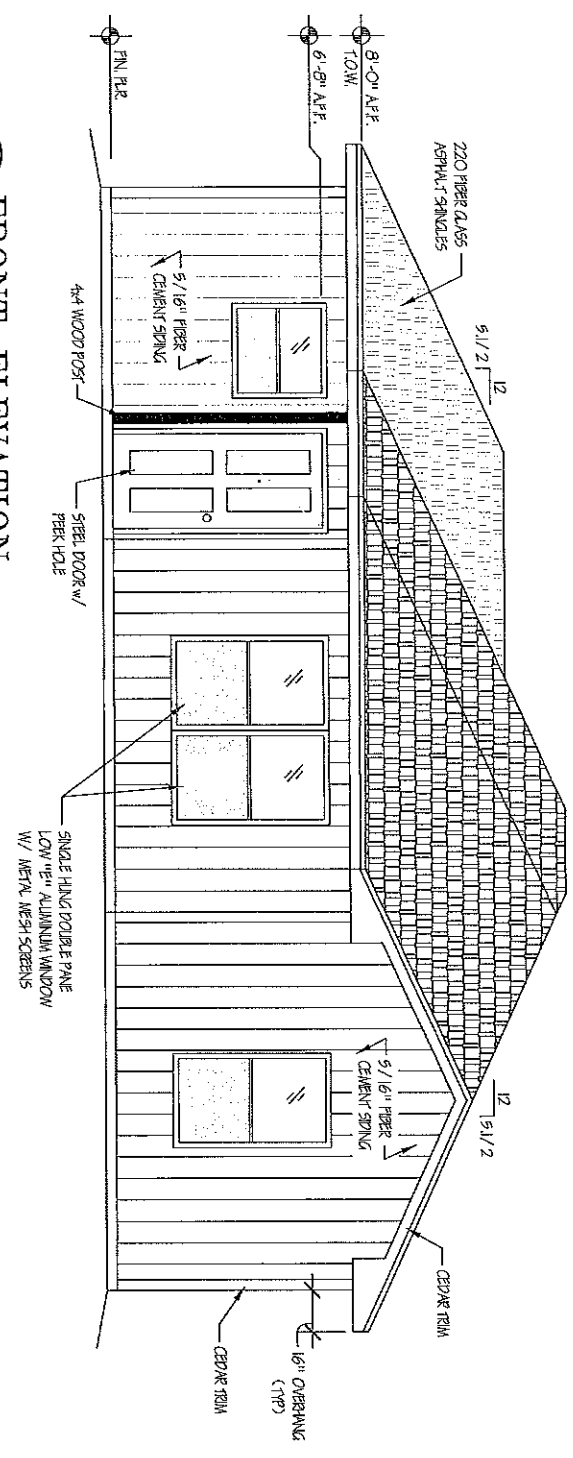 8'-0" A.F.F.
T.O.W.
6'-8" A.F.F.
FIN. FLR.
220 FIBER GLASS
ASPHALT SHINGLES
12
5.1/2
12
5.1/2
5/16" FIBER
CEMENT SIDING
5/16" FIBER
CEMENT SIDING
CEDAR TRIM
16" OVERHANG
(TYP)
CEDAR TRIM
4x4 WOOD POST
STEEL DOOR w/
PEEK HOLE
SINGLE HUNG DOUBLE PANE
LOW "E" ALUMINUM WINDOW
W/ METAL MESH SCREENS
FRONT ELEVATION